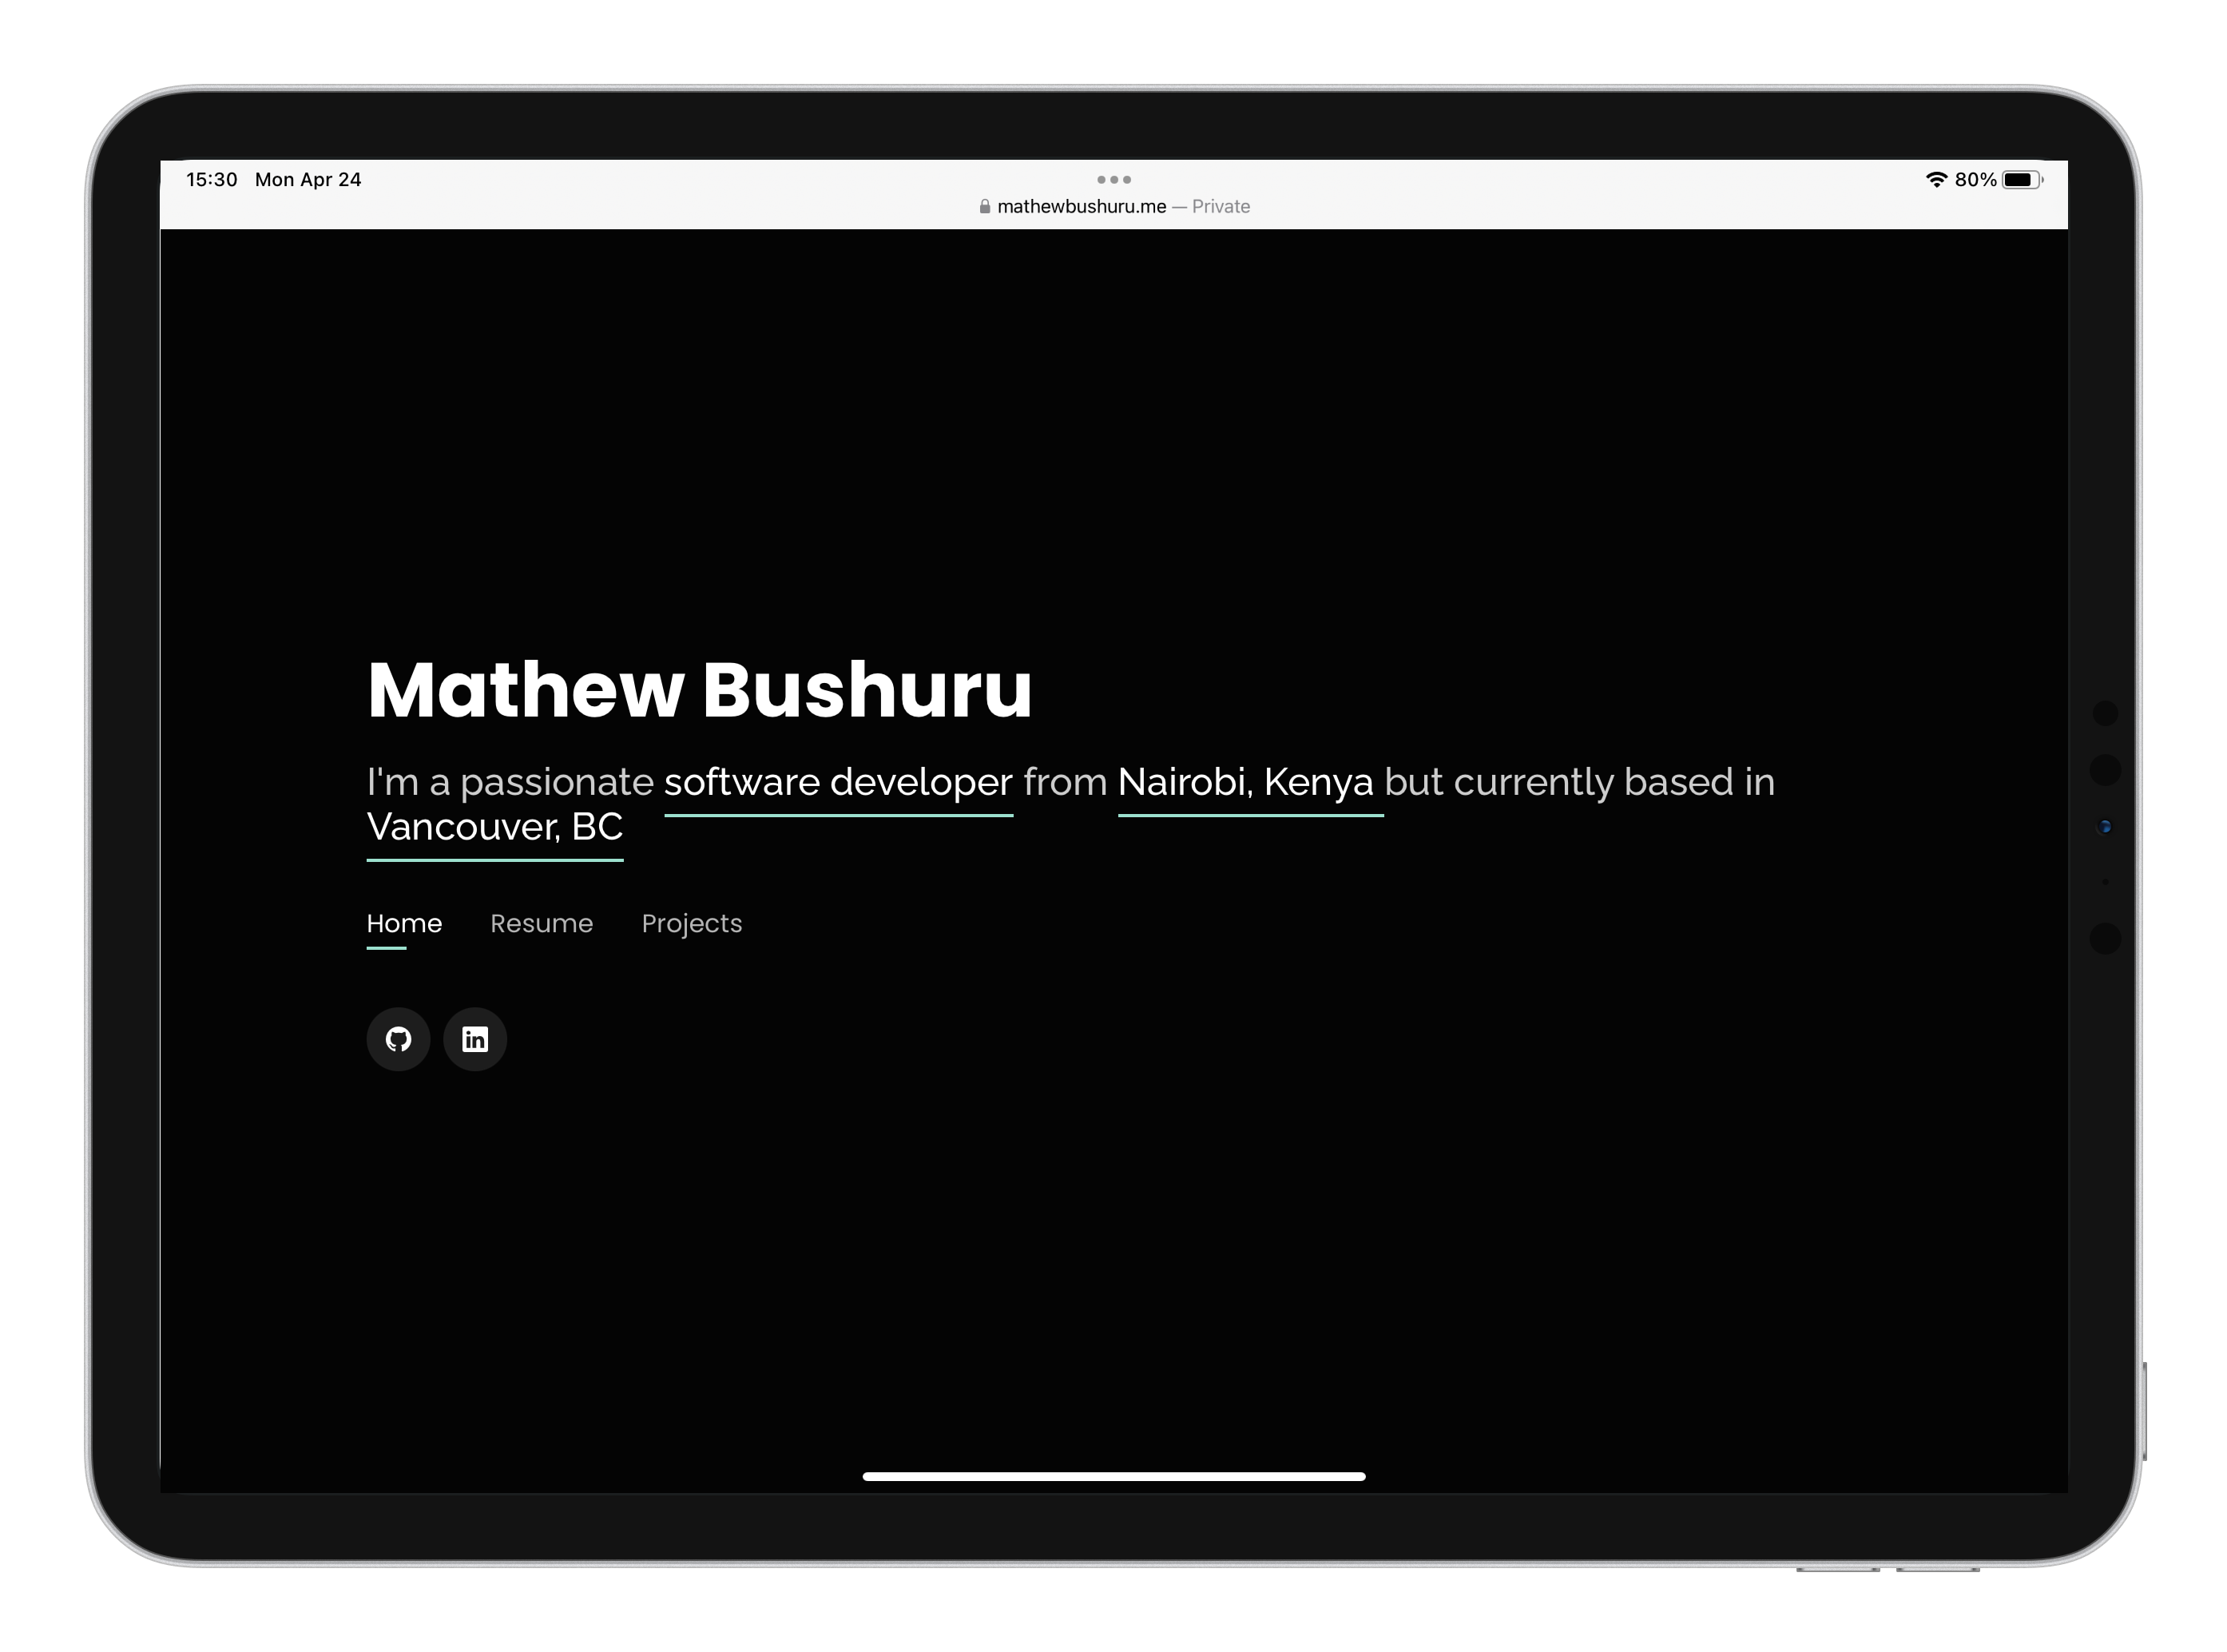 15:30 Mon Apr 24 80%
mathewbushuru.me — Private
Mathew Bushuru
I'm a passionate software developer from Nairobi, Kenya but currently based in
Vancouver, BC
Home Resume Projects
in